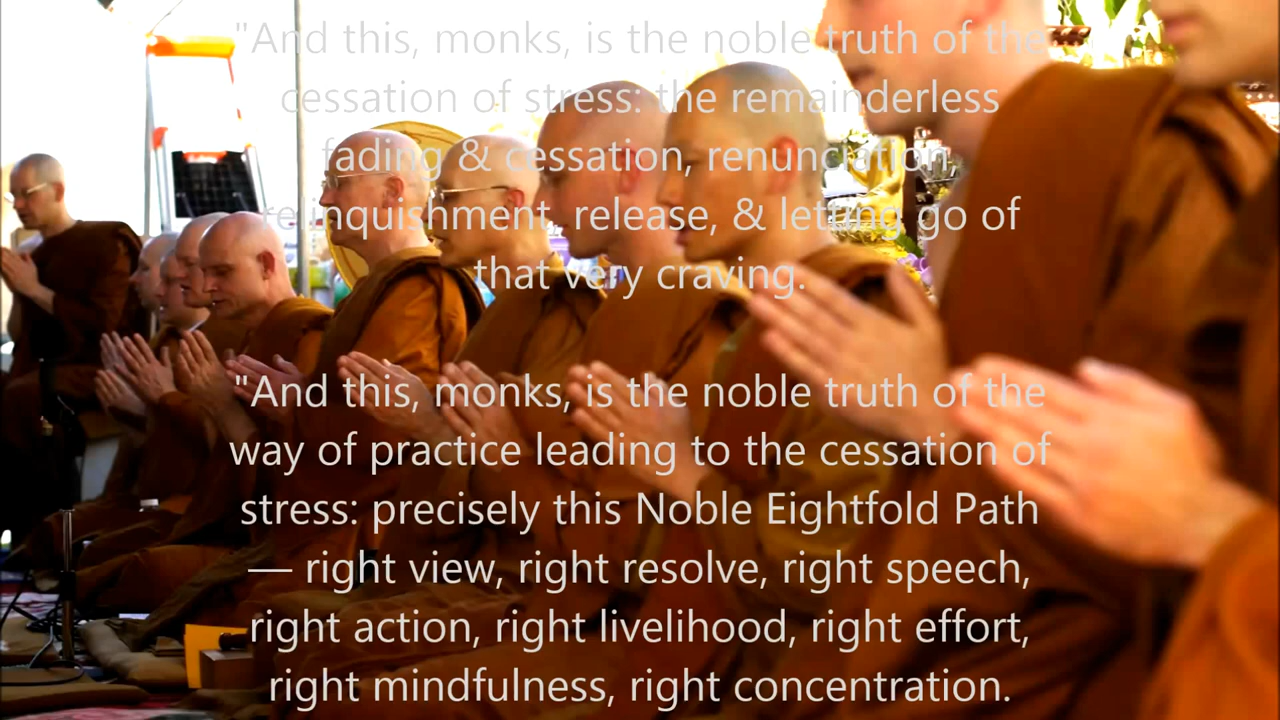 "And this, monks, is the noble truth of the
cessation of stress: the remainderless
fading & cessation, renunciation,
relinquishment, release, & letting go of
that very craving.
"And this, monks, is the noble truth of the
way of practice leading to the cessation of
stress: precisely this Noble Eightfold Path
— right view, right resolve, right speech,
right action, right livelihood, right effort,
right mindfulness, right concentration.